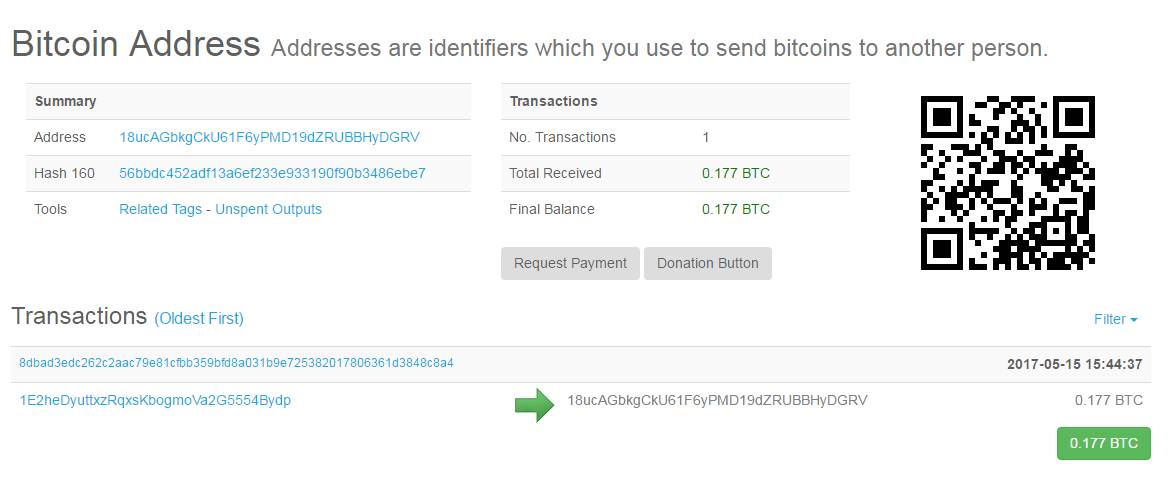 Bitcoin Address Addresses are identifiers which you use to send bitcoins to another person.
Summary
Address 18ucAGbkgCkU61F6yPMD19dZRUBBHyDGRV
Hash 160 56bbdc452adf13a6ef233e933190f90b3486ebe7
Tools Related Tags - Unspent Outputs
Transactions
No. Transactions 1
Total Received 0.177 BTC
Final Balance 0.177 BTC
Request Payment Donation Button
Transactions (Oldest First) Filter
8dbad3edc262c2aac79e81cfbb359bfd8a031b9e725382017806361d3848c8a4 2017-05-15 15:44:37
1E2heDyuttxzRqxsKbogmoVa2G5554Bydp 18ucAGbkgCkU61F6yPMD19dZRUBBHyDGRV 0.177 BTC
0.177 BTC